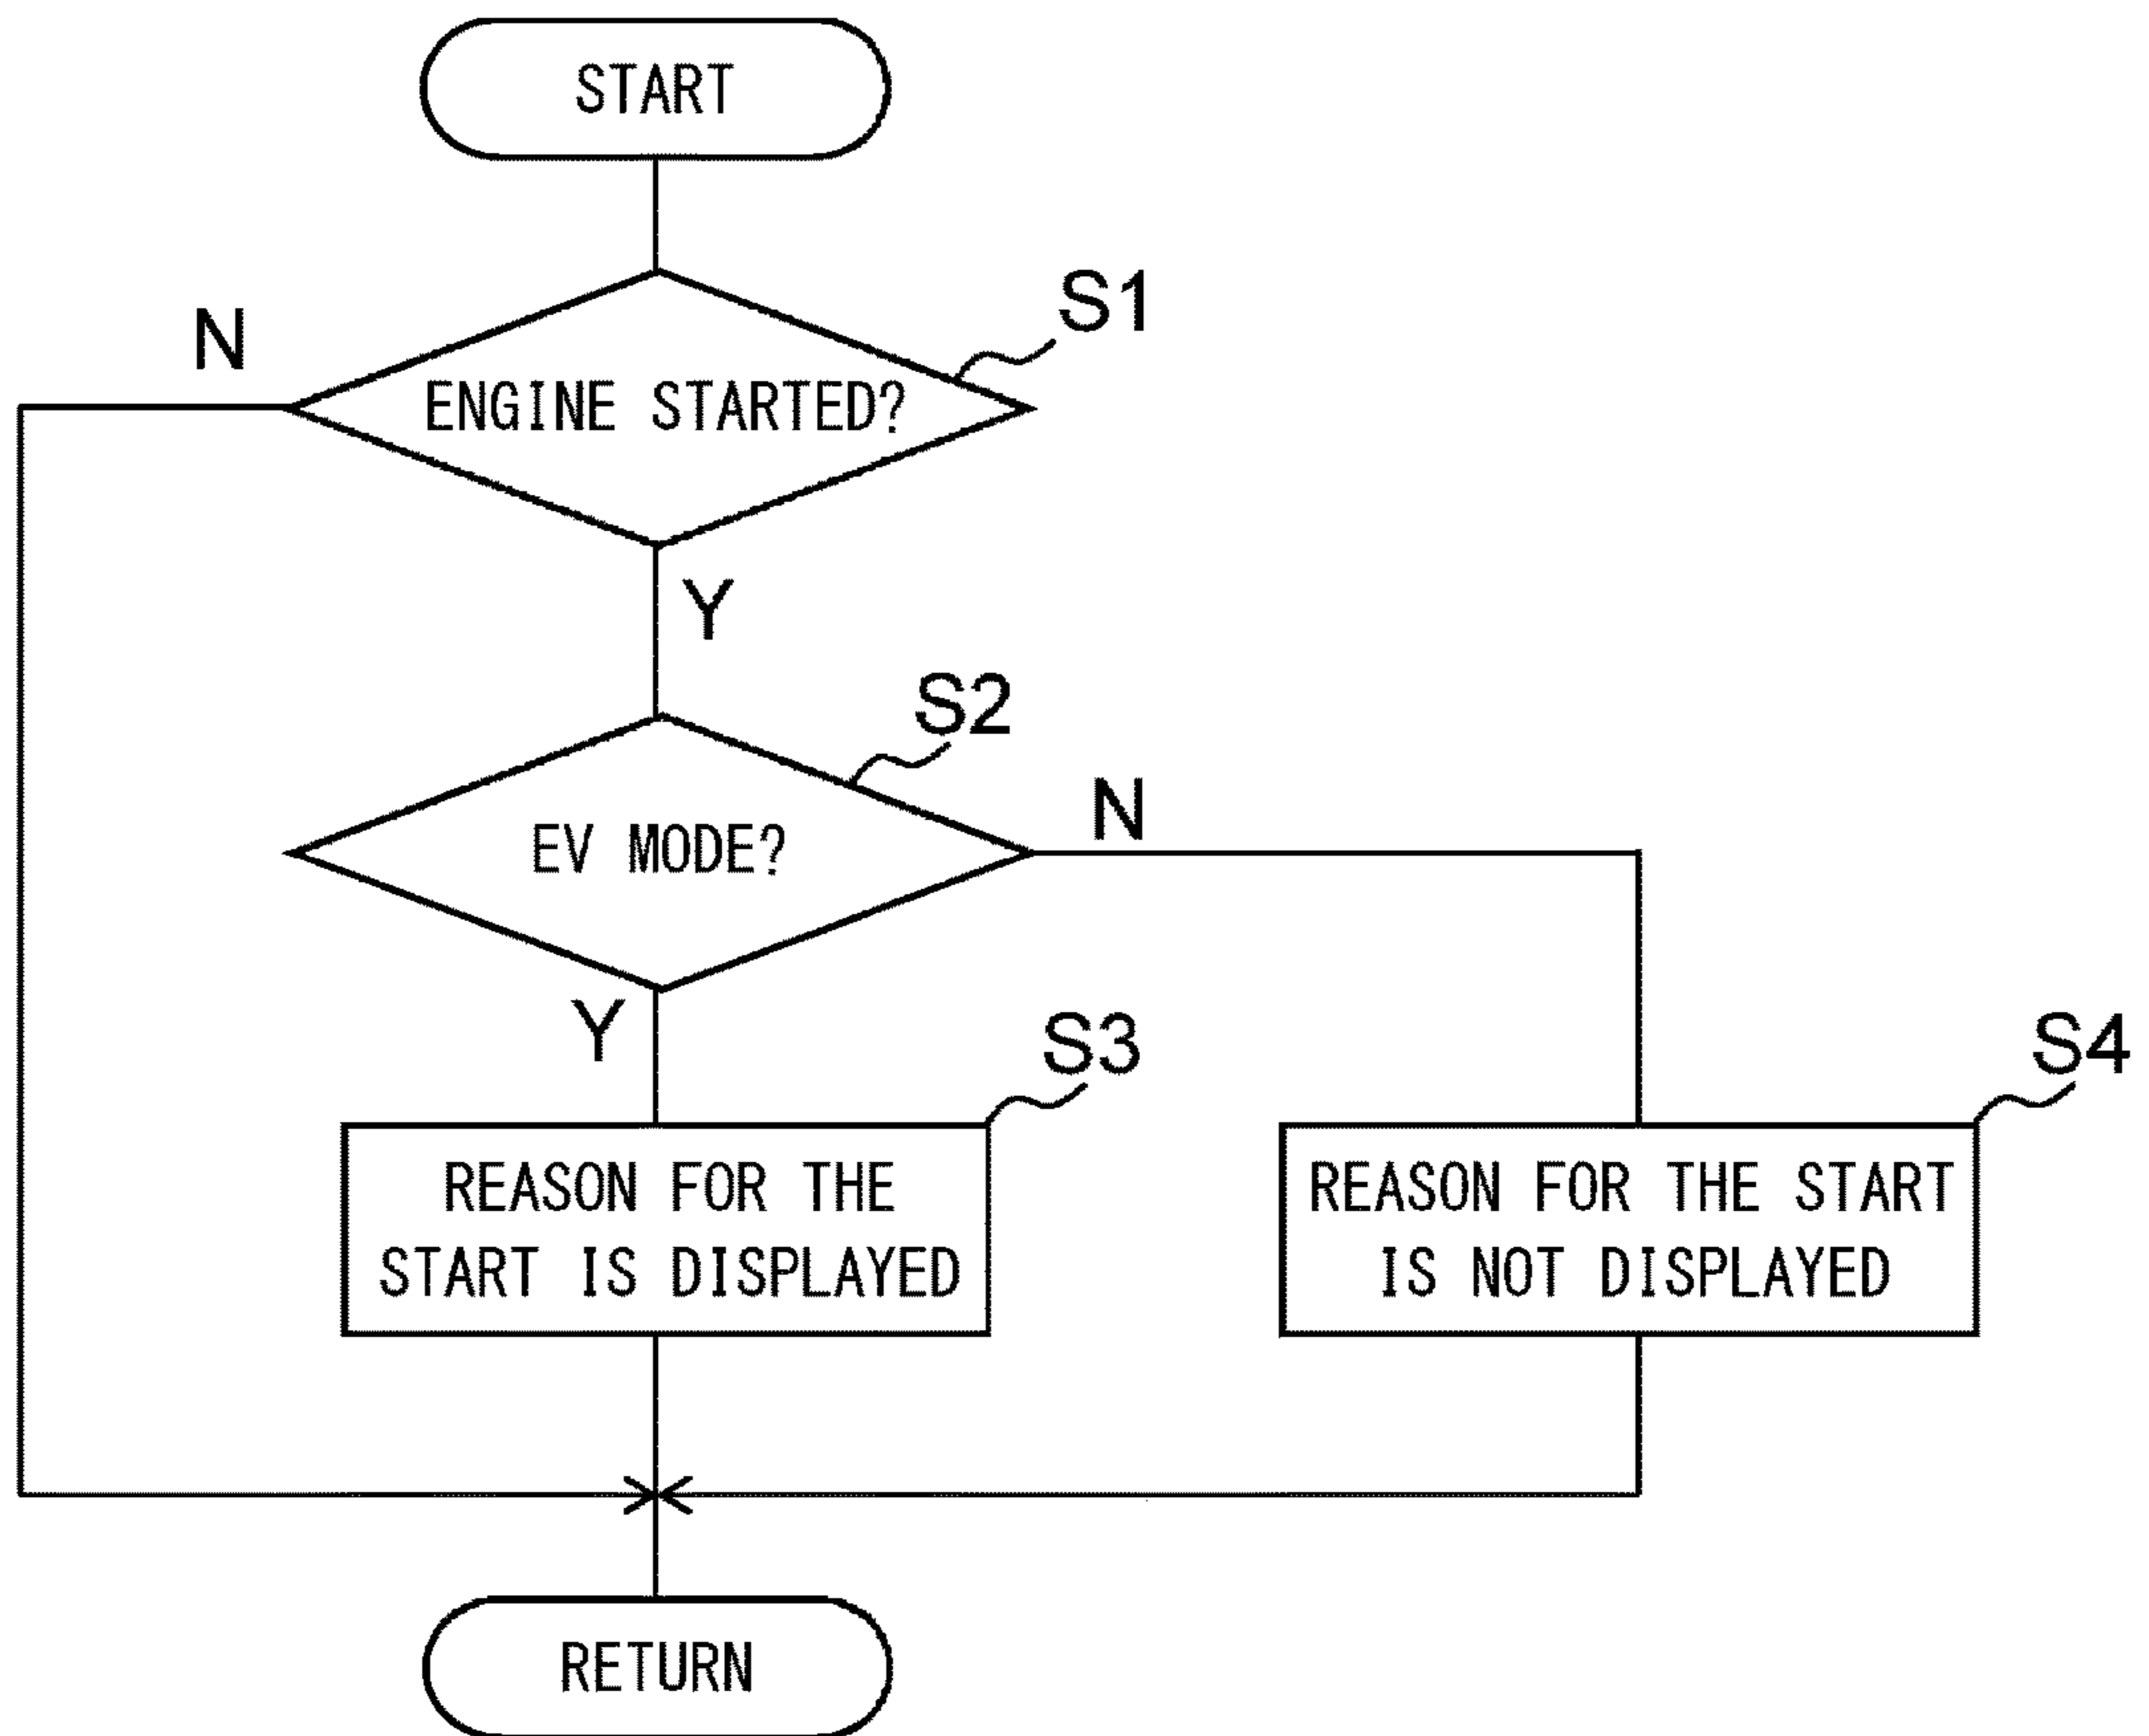 START
S1
N
ENGINE STARTED?
Y
S2
N
EV MODE?
Y
S3
S4
REASON FOR THE
START IS DISPLAYED
REASON FOR THE START
IS NOT DISPLAYED
RETURN